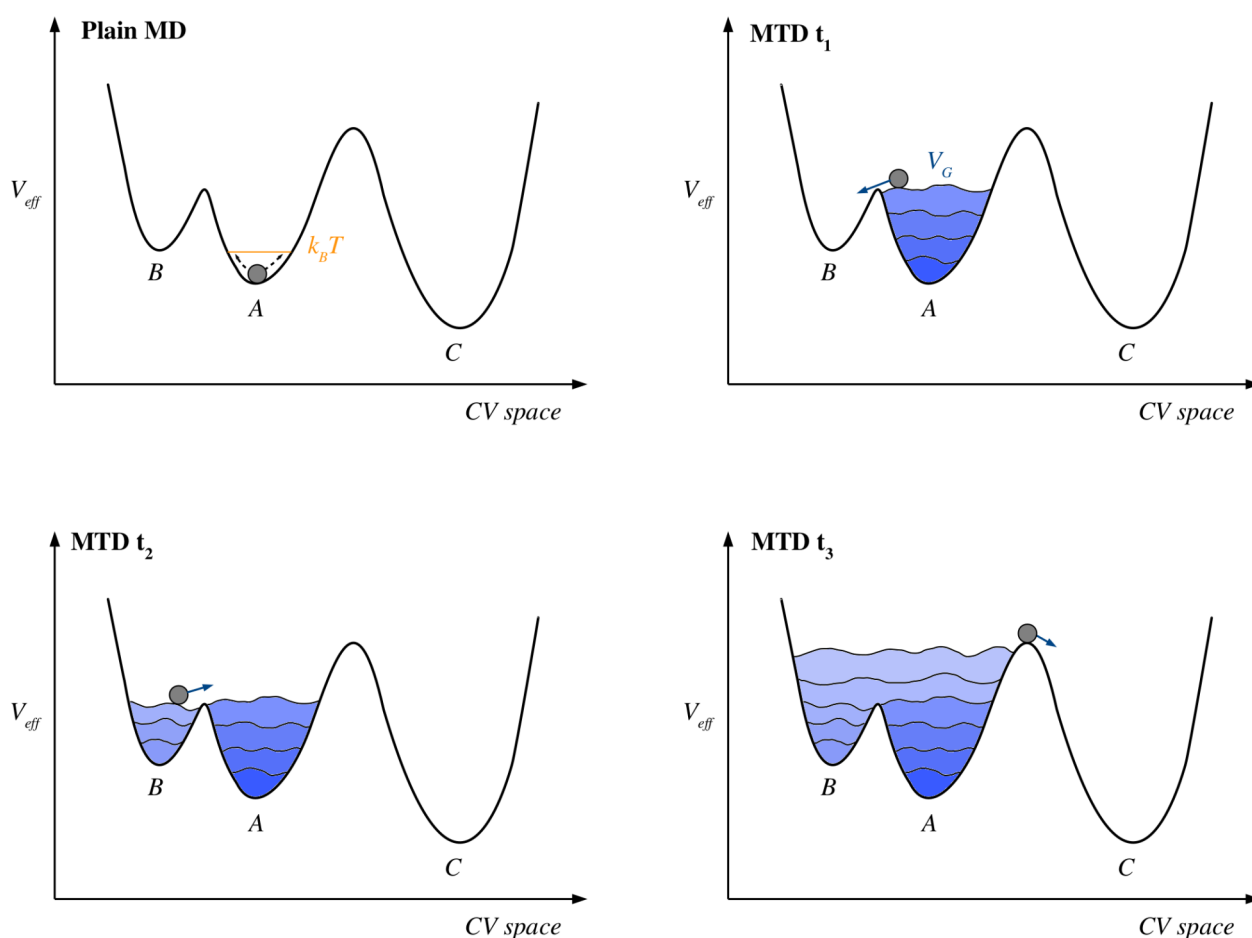 Plain MD
V_eff
k_BT
B
A
C
CV space
MTD t_1
V_G
V_eff
B
A
C
CV space
MTD t_2
V_eff
B
A
C
CV space
MTD t_3
V_eff
B
A
C
CV space